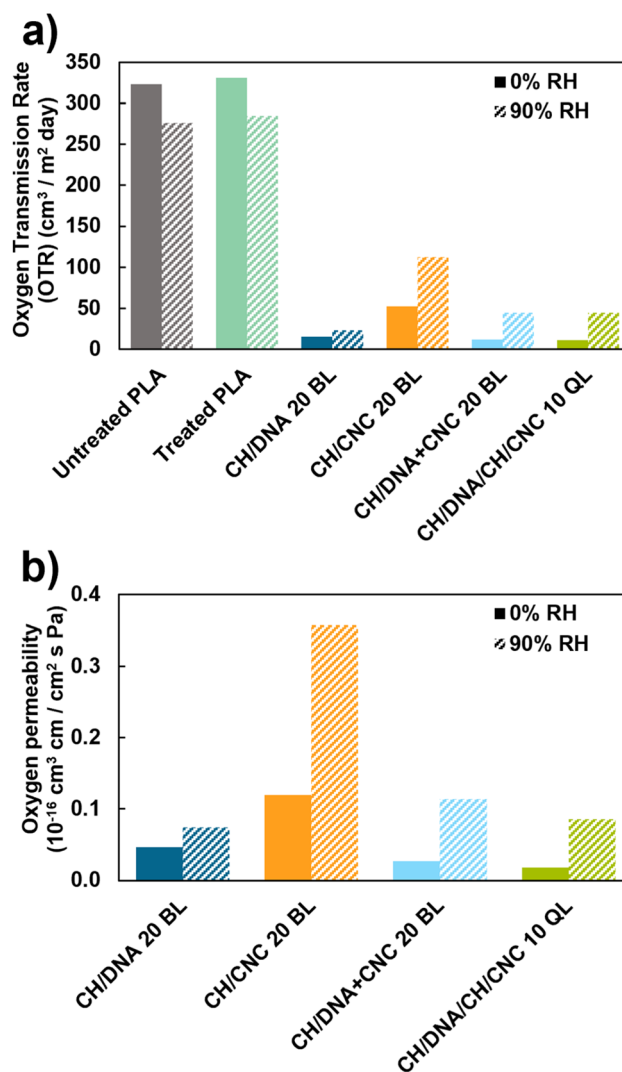 a)
Oxygen Transmission Rate
(OTR) (cm³ / m² day)
350
300
250
200
150
100
50
0
0% RH
90% RH
Untreated PLA
Treated PLA
CH/DNA 20 BL
CH/CNC 20 BL
CH/DNA+CNC 20 BL
CH/DNA/CH/CNC 10 QL
b)
Oxygen permeability
(10⁻¹⁶ cm³ cm / cm² s Pa)
0.4
0.3
0.2
0.1
0.0
0% RH
90% RH
CH/DNA 20 BL
CH/CNC 20 BL
CH/DNA+CNC 20 BL
CH/DNA/CH/CNC 10 QL